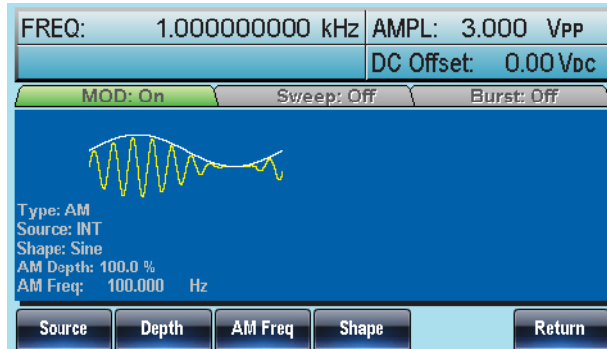 FREQ: 1.000000000 kHz AMPL: 3.000 VPP
DC Offset: 0.00 VDC
MOD: On Sweep: Off Burst: Off
Type: AM
Source: INT
Shape: Sine
AM Depth: 100.0 %
AM Freq: 100.000 Hz
Source Depth AM Freq Shape Return